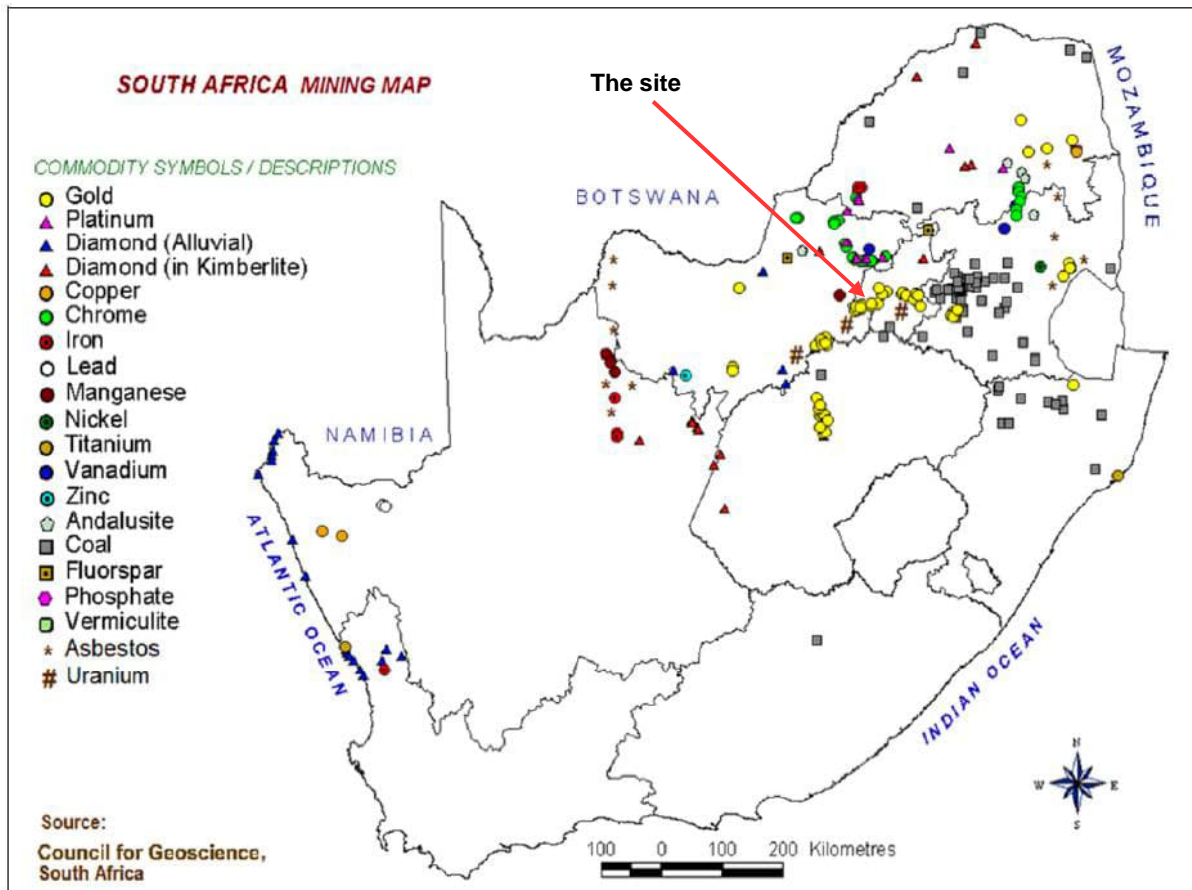 SOUTH AFRICA MINING MAP
The site
COMMODITY SYMBOLS / DESCRIPTIONS
Gold
Platinum
Diamond (Alluvial)
Diamond (in Kimberlite)
Copper
Chrome
Iron
Lead
Manganese
Nickel
Titanium
Vanadium
Zinc
Andalusite
Coal
Fluorspar
Phosphate
Vermiculite
Asbestos
Uranium
BOTSWANA
MOZAMBIQUE
NAMIBIA
ATLANTIC OCEAN
INDIAN OCEAN
N
W E
S
Source:
Council for Geoscience,
South Africa
100 0 100 200 Kilometres